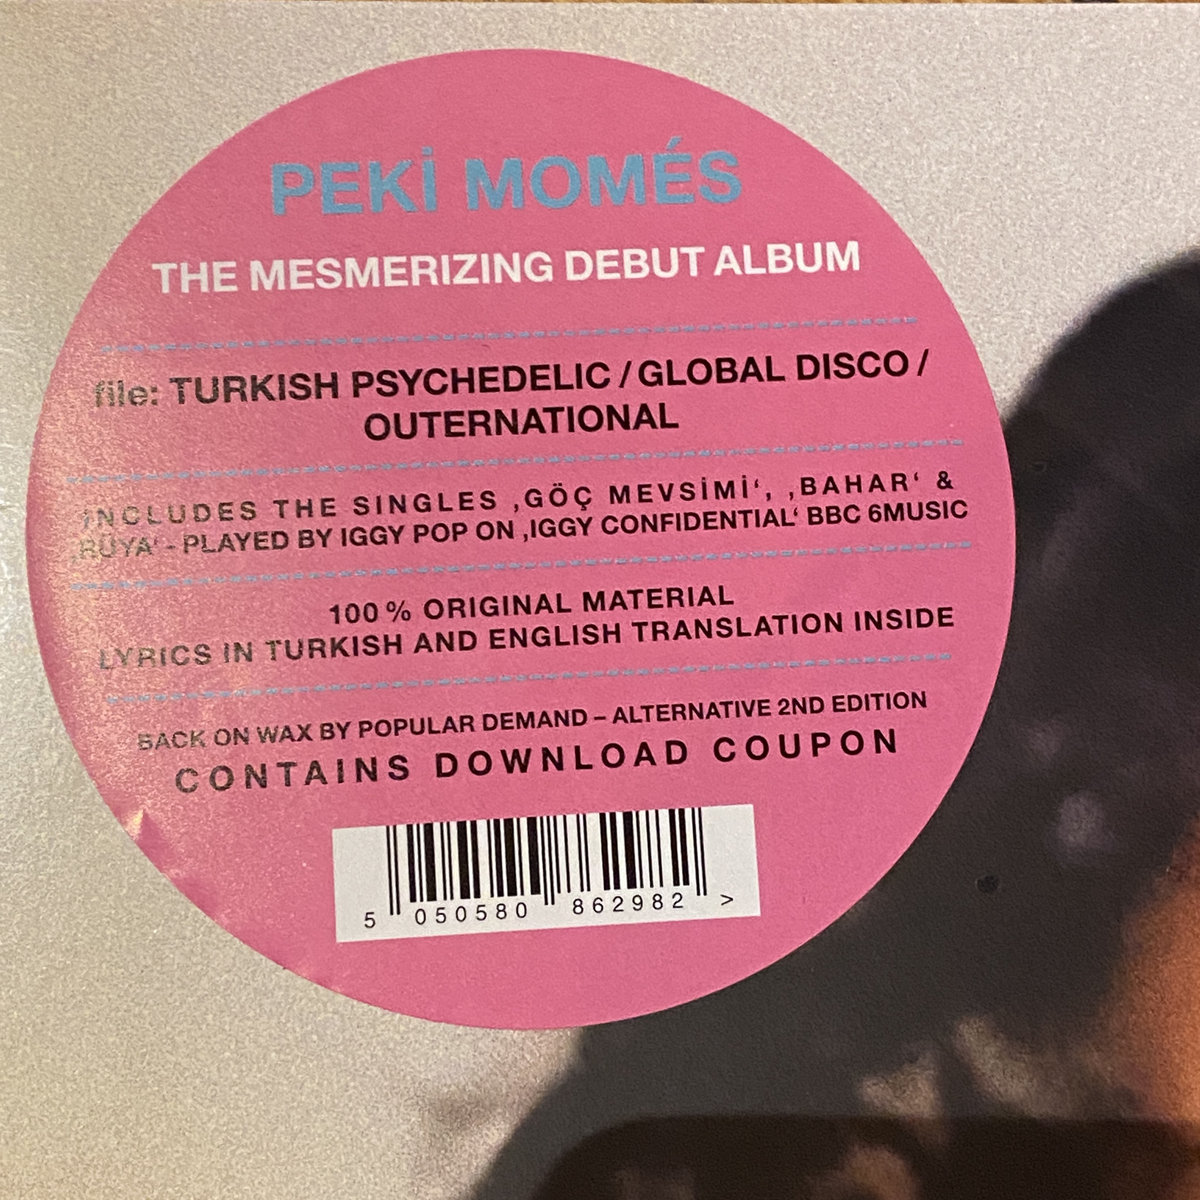 PEKİ MOMÉS
THE MESMERIZING DEBUT ALBUM
file: TURKISH PSYCHEDELIC / GLOBAL DISCO /
OUTERNATIONAL
INCLUDES THE SINGLES ‚GÖÇ MEVSİMİ‘, ‚BAHAR‘ &
‚RÜYA‘ - PLAYED BY IGGY POP ON ‚IGGY CONFIDENTIAL‘ BBC 6MUSIC
100 % ORIGINAL MATERIAL
LYRICS IN TURKISH AND ENGLISH TRANSLATION INSIDE
BACK ON WAX BY POPULAR DEMAND – ALTERNATIVE 2ND EDITION
CONTAINS DOWNLOAD COUPON
5 050580 862982 >